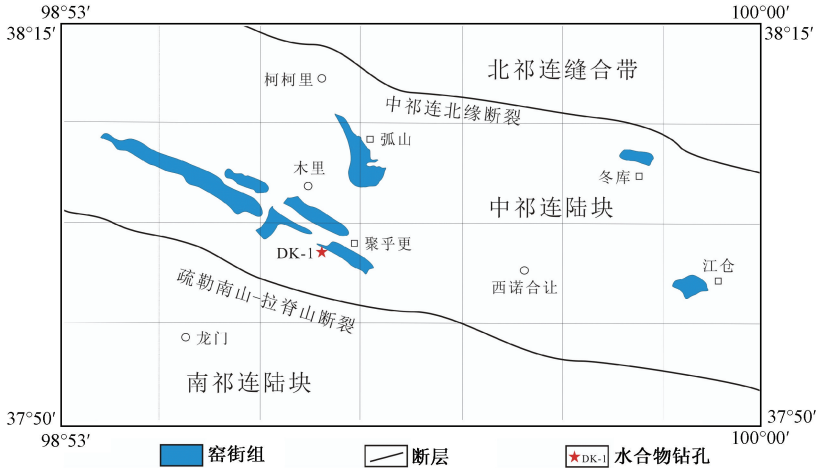 98°53′
100°00′
38°15′
38°15′
北祁连缝合带
柯柯里
中祁连北缘断裂
弧山
木里
冬库
中祁连陆块
聚乎更
DK-1
江仓
西诺合让
疏勒南山-拉脊山断裂
龙门
南祁连陆块
37°50′
37°50′
98°53′
100°00′
窑街组
断层
DK-1
水合物钻孔